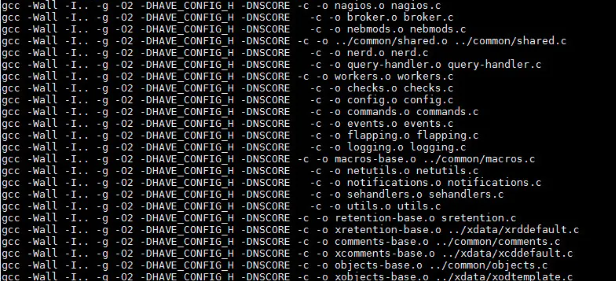 gcc -Wall -I.. -g -O2 -DHAVE_CONFIG_H -DNSCORE -c -o nagios.o nagios.c
gcc -Wall -I.. -g -O2 -DHAVE_CONFIG_H -DNSCORE   -c -o broker.o broker.c
gcc -Wall -I.. -g -O2 -DHAVE_CONFIG_H -DNSCORE   -c -o nebmods.o nebmods.c
gcc -Wall -I.. -g -O2 -DHAVE_CONFIG_H -DNSCORE -c -o ../common/shared.o ../common/shared.c
gcc -Wall -I.. -g -O2 -DHAVE_CONFIG_H -DNSCORE   -c -o nerd.o nerd.c
gcc -Wall -I.. -g -O2 -DHAVE_CONFIG_H -DNSCORE   -c -o query-handler.o query-handler.c
gcc -Wall -I.. -g -O2 -DHAVE_CONFIG_H -DNSCORE -c -o workers.o workers.c
gcc -Wall -I.. -g -O2 -DHAVE_CONFIG_H -DNSCORE   -c -o checks.o checks.c
gcc -Wall -I.. -g -O2 -DHAVE_CONFIG_H -DNSCORE   -c -o config.o config.c
gcc -Wall -I.. -g -O2 -DHAVE_CONFIG_H -DNSCORE   -c -o commands.o commands.c
gcc -Wall -I.. -g -O2 -DHAVE_CONFIG_H -DNSCORE   -c -o events.o events.c
gcc -Wall -I.. -g -O2 -DHAVE_CONFIG_H -DNSCORE   -c -o flapping.o flapping.c
gcc -Wall -I.. -g -O2 -DHAVE_CONFIG_H -DNSCORE   -c -o logging.o logging.c
gcc -Wall -I.. -g -O2 -DHAVE_CONFIG_H -DNSCORE -c -o macros-base.o ../common/macros.c
gcc -Wall -I.. -g -O2 -DHAVE_CONFIG_H -DNSCORE   -c -o netutils.o netutils.c
gcc -Wall -I.. -g -O2 -DHAVE_CONFIG_H -DNSCORE   -c -o notifications.o notifications.c
gcc -Wall -I.. -g -O2 -DHAVE_CONFIG_H -DNSCORE   -c -o sehandlers.o sehandlers.c
gcc -Wall -I.. -g -O2 -DHAVE_CONFIG_H -DNSCORE   -c -o utils.o utils.c
gcc -Wall -I.. -g -O2 -DHAVE_CONFIG_H -DNSCORE -c -o retention-base.o sretention.c
gcc -Wall -I.. -g -O2 -DHAVE_CONFIG_H -DNSCORE -c -o xretention-base.o ../xdata/xrddefault.c
gcc -Wall -I.. -g -O2 -DHAVE_CONFIG_H -DNSCORE -c -o comments-base.o ../common/comments.c
gcc -Wall -I.. -g -O2 -DHAVE_CONFIG_H -DNSCORE -c -o xcomments-base.o ../xdata/xcddefault.c
gcc -Wall -I.. -g -O2 -DHAVE_CONFIG_H -DNSCORE -c -o objects-base.o ../common/objects.c
gcc -Wall -I.. -g -O2 -DHAVE_CONFIG_H -DNSCORE -c -o xobjects-base.o ../xdata/xodtemplate.c